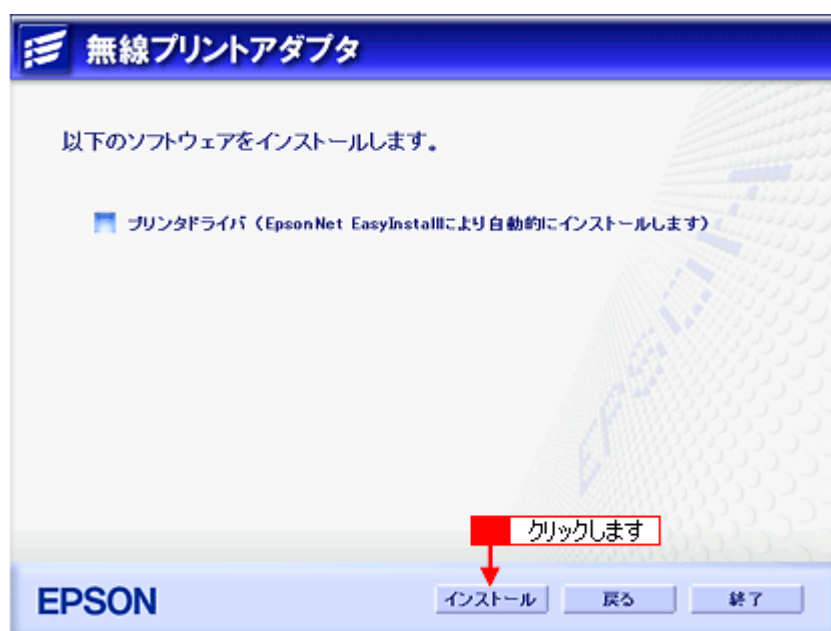 無線プリントアダプタ
以下のソフトウェアをインストールします。
プリンタドライバ（EpsonNet EasyInstallにより自動的にインストールします）
EPSON
クリックします
EPSON
インストール
戻る
終了